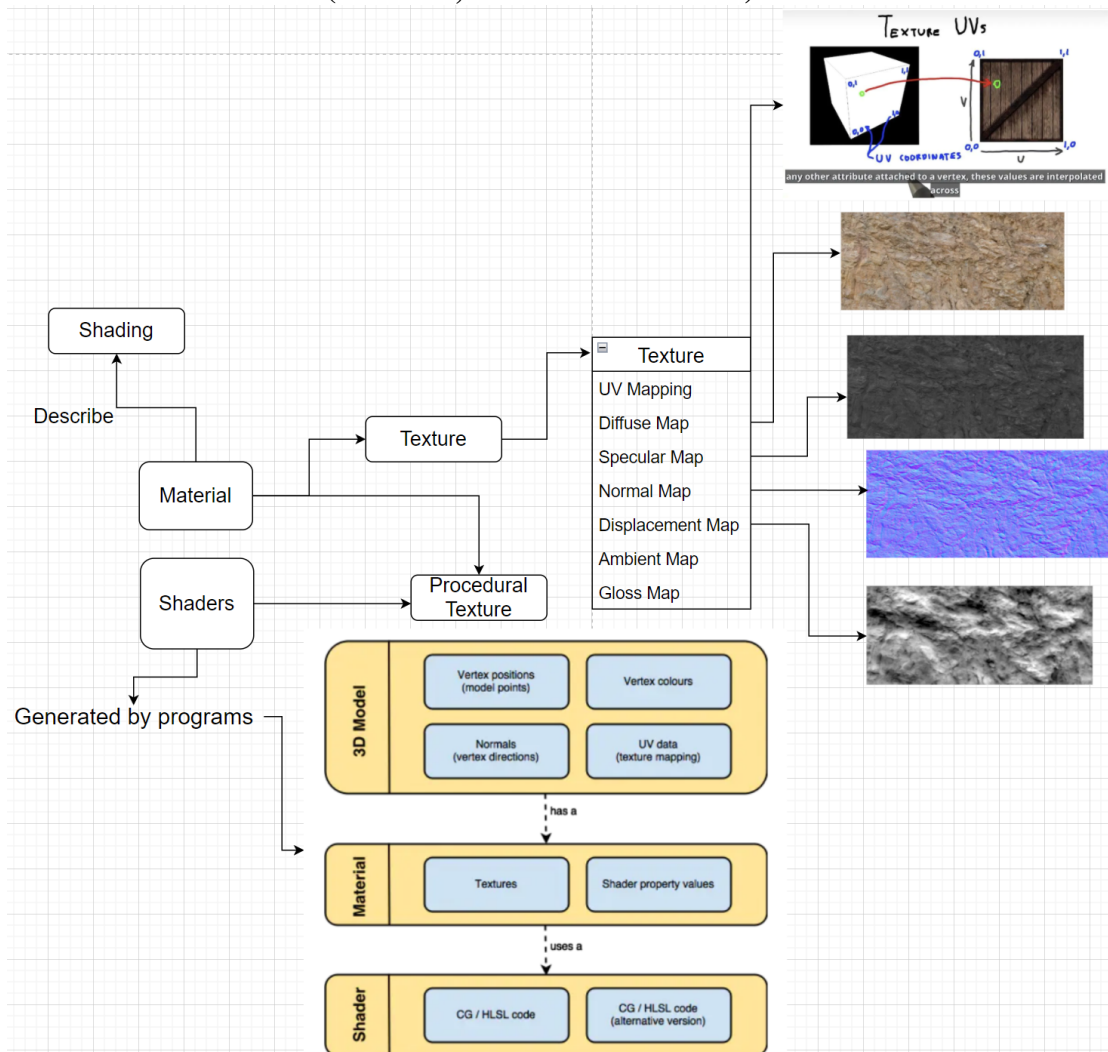 TEXTURE UVs
0,1
1,1
0,0
1,0
UV COORDINATES
0,1
1,1
V
0,0
U
1,0
any other attribute attached to a vertex, these values are interpolated
across
Shading
Describe
Material
Texture
Shaders
Procedural
Texture
Generated by programs
Texture
UV Mapping
Diffuse Map
Specular Map
Normal Map
Displacement Map
Ambient Map
Gloss Map
3D Model
Vertex positions
(model points)
Vertex colours
Normals
(vertex directions)
UV data
(texture mapping)
has a
Material
Textures
Shader property values
uses a
Shader
CG / HLSL code
CG / HLSL code
(alternative version)